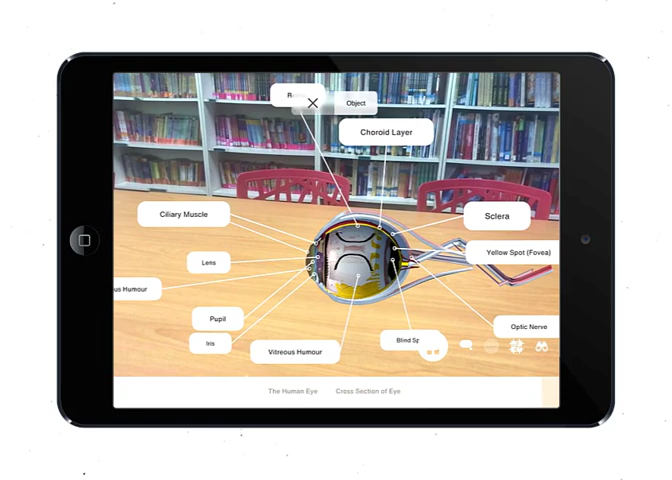 Object
Choroid Layer
Ciliary Muscle
Sclera
Yellow Spot (Fovea)
Lens
us Humour
Pupil
Optic Nerve
Iris
Vitreous Humour
Blind Sp
The Human Eye
Cross Section of Eye